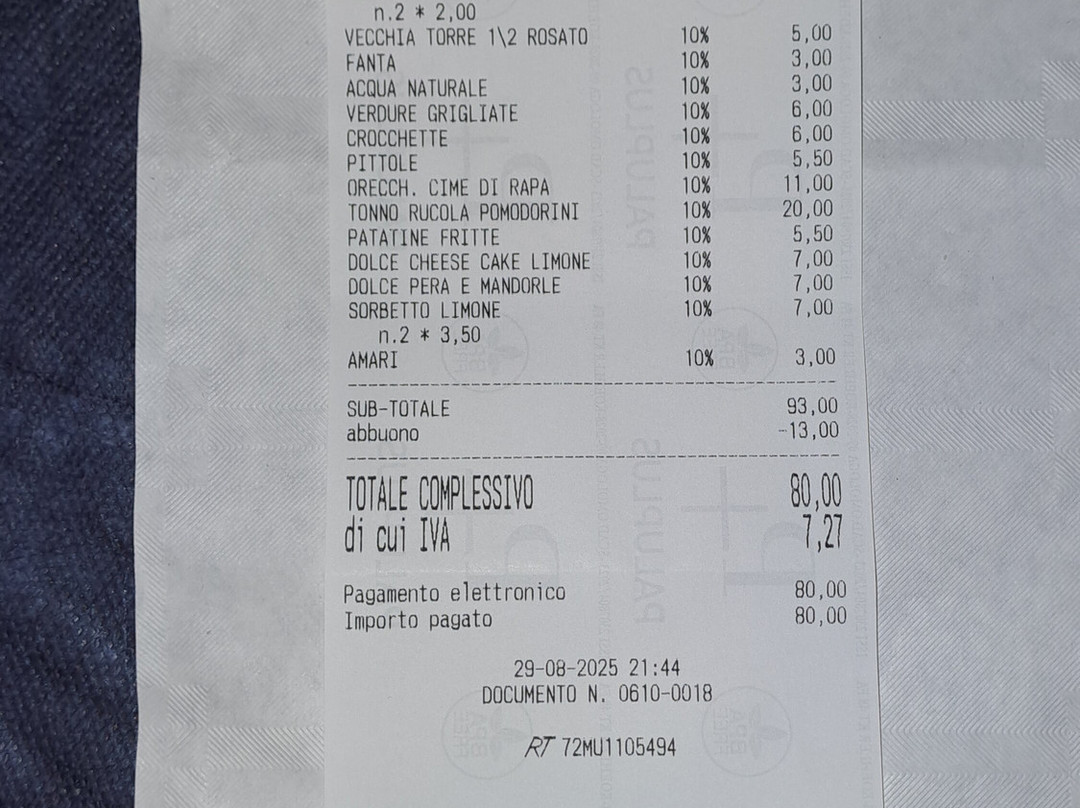 n.2 * 2,00
VECCHIA TORRE 1\2 ROSATO 10% 5,00
FANTA 10% 3,00
ACQUA NATURALE 10% 3,00
VERDURE GRIGLIATE 10% 6,00
CROCCHETTE 10% 6,00
PITTOLE 10% 5,50
ORECCH. CIME DI RAPA 10% 11,00
TONNO RUCOLA POMODORINI 10% 20,00
PATATINE FRITTE 10% 5,50
DOLCE CHEESE CAKE LIMONE 10% 7,00
DOLCE PERA E MANDORLE 10% 7,00
SORBETTO LIMONE 10% 7,00
n.2 * 3,50
AMARI 10% 3,00
SUB-TOTALE 93,00
abbuono -13,00
TOTALE COMPLESSIVO 80,00
di cui IVA 7,27
Pagamento elettronico 80,00
Importo pagato 80,00
29-08-2025 21:44
DOCUMENTO N. 0610-0018
RT 72MU1105494
PALUPLUS
PALUPLUS